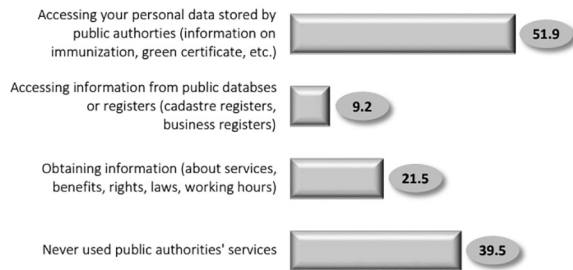 Accessing your personal data stored by
public authorties (information on
immunization, green certificate, etc.)
51.9
Accessing information from public databses
or registers (cadastre registers,
business registers)
9.2
Obtaining information (about services,
benefits, rights, laws, working hours)
21.5
Never used public authorities' services
39.5